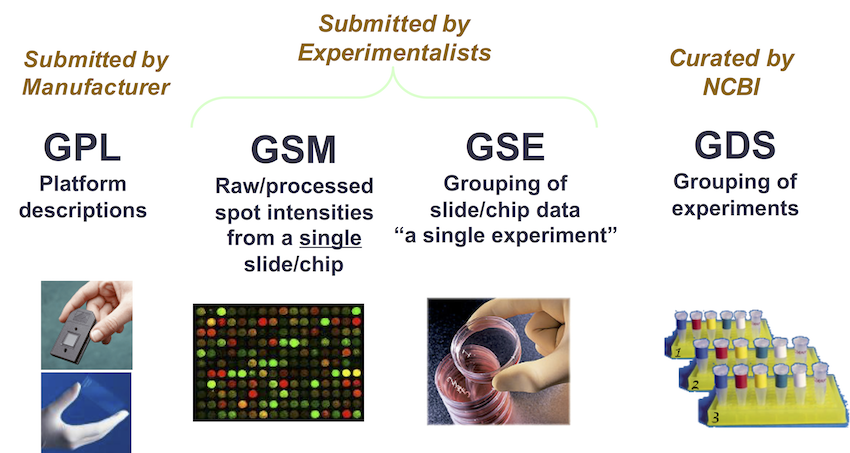 Submitted by
Manufacturer
Submitted by
Experimentalists
Curated by
NCBI
GPL
Platform
descriptions
GSM
Raw/processed
spot intensities
from a single
slide/chip
GSE
Grouping of
slide/chip data
“a single experiment”
GDS
Grouping of
experiments
1
2
3